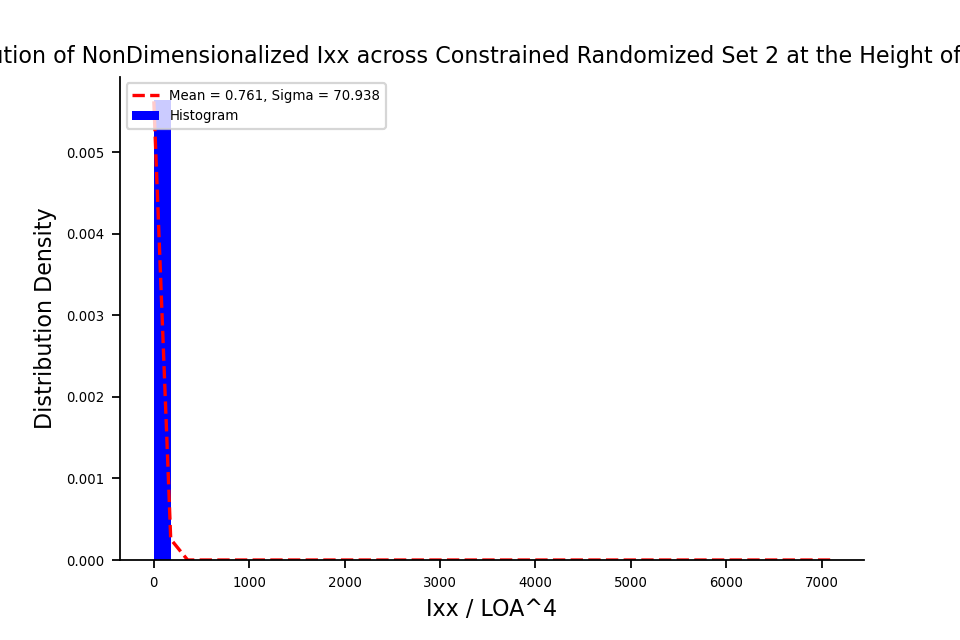 of NonDimensionalized Ixx across Constrained Randomized Set 2 at the Height of
Mean = 0.761, Sigma = 70.938
Histogram
Distribution Density
0.005
0.004
0.003
0.002
0.001
0.000
0
1000
2000
3000
4000
5000
6000
7000
Ixx / LOA^4